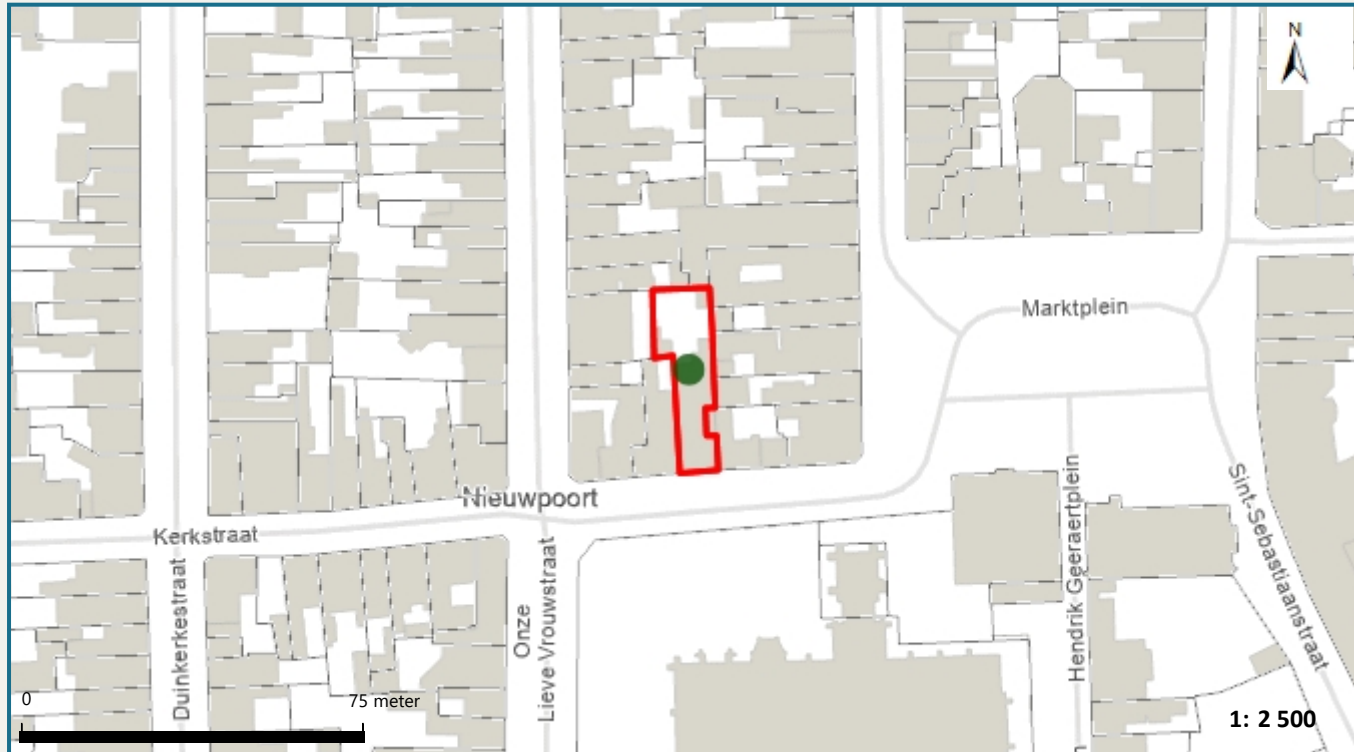 N
Marktplein
Nieuwpoort
Kerkstraat
Duinkerkestraat
Onze
Lieve Vrouwstraat
Hendrik Geeraertplein
Sint-Sebastiaanstraat
0
75 meter
1: 2 500